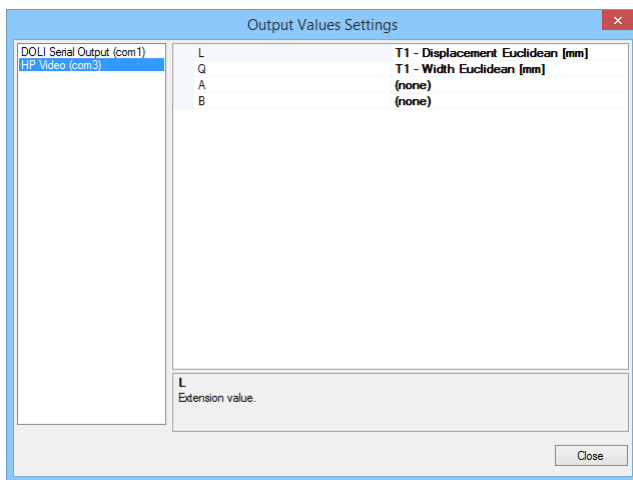 Output Values Settings
DOLI Serial Output (com1)
HP Video (com3)
L T1 - Displacement Euclidean [mm]
Q T1 - Width Euclidean [mm]
A (none)
B (none)
L
Extension value.
Close